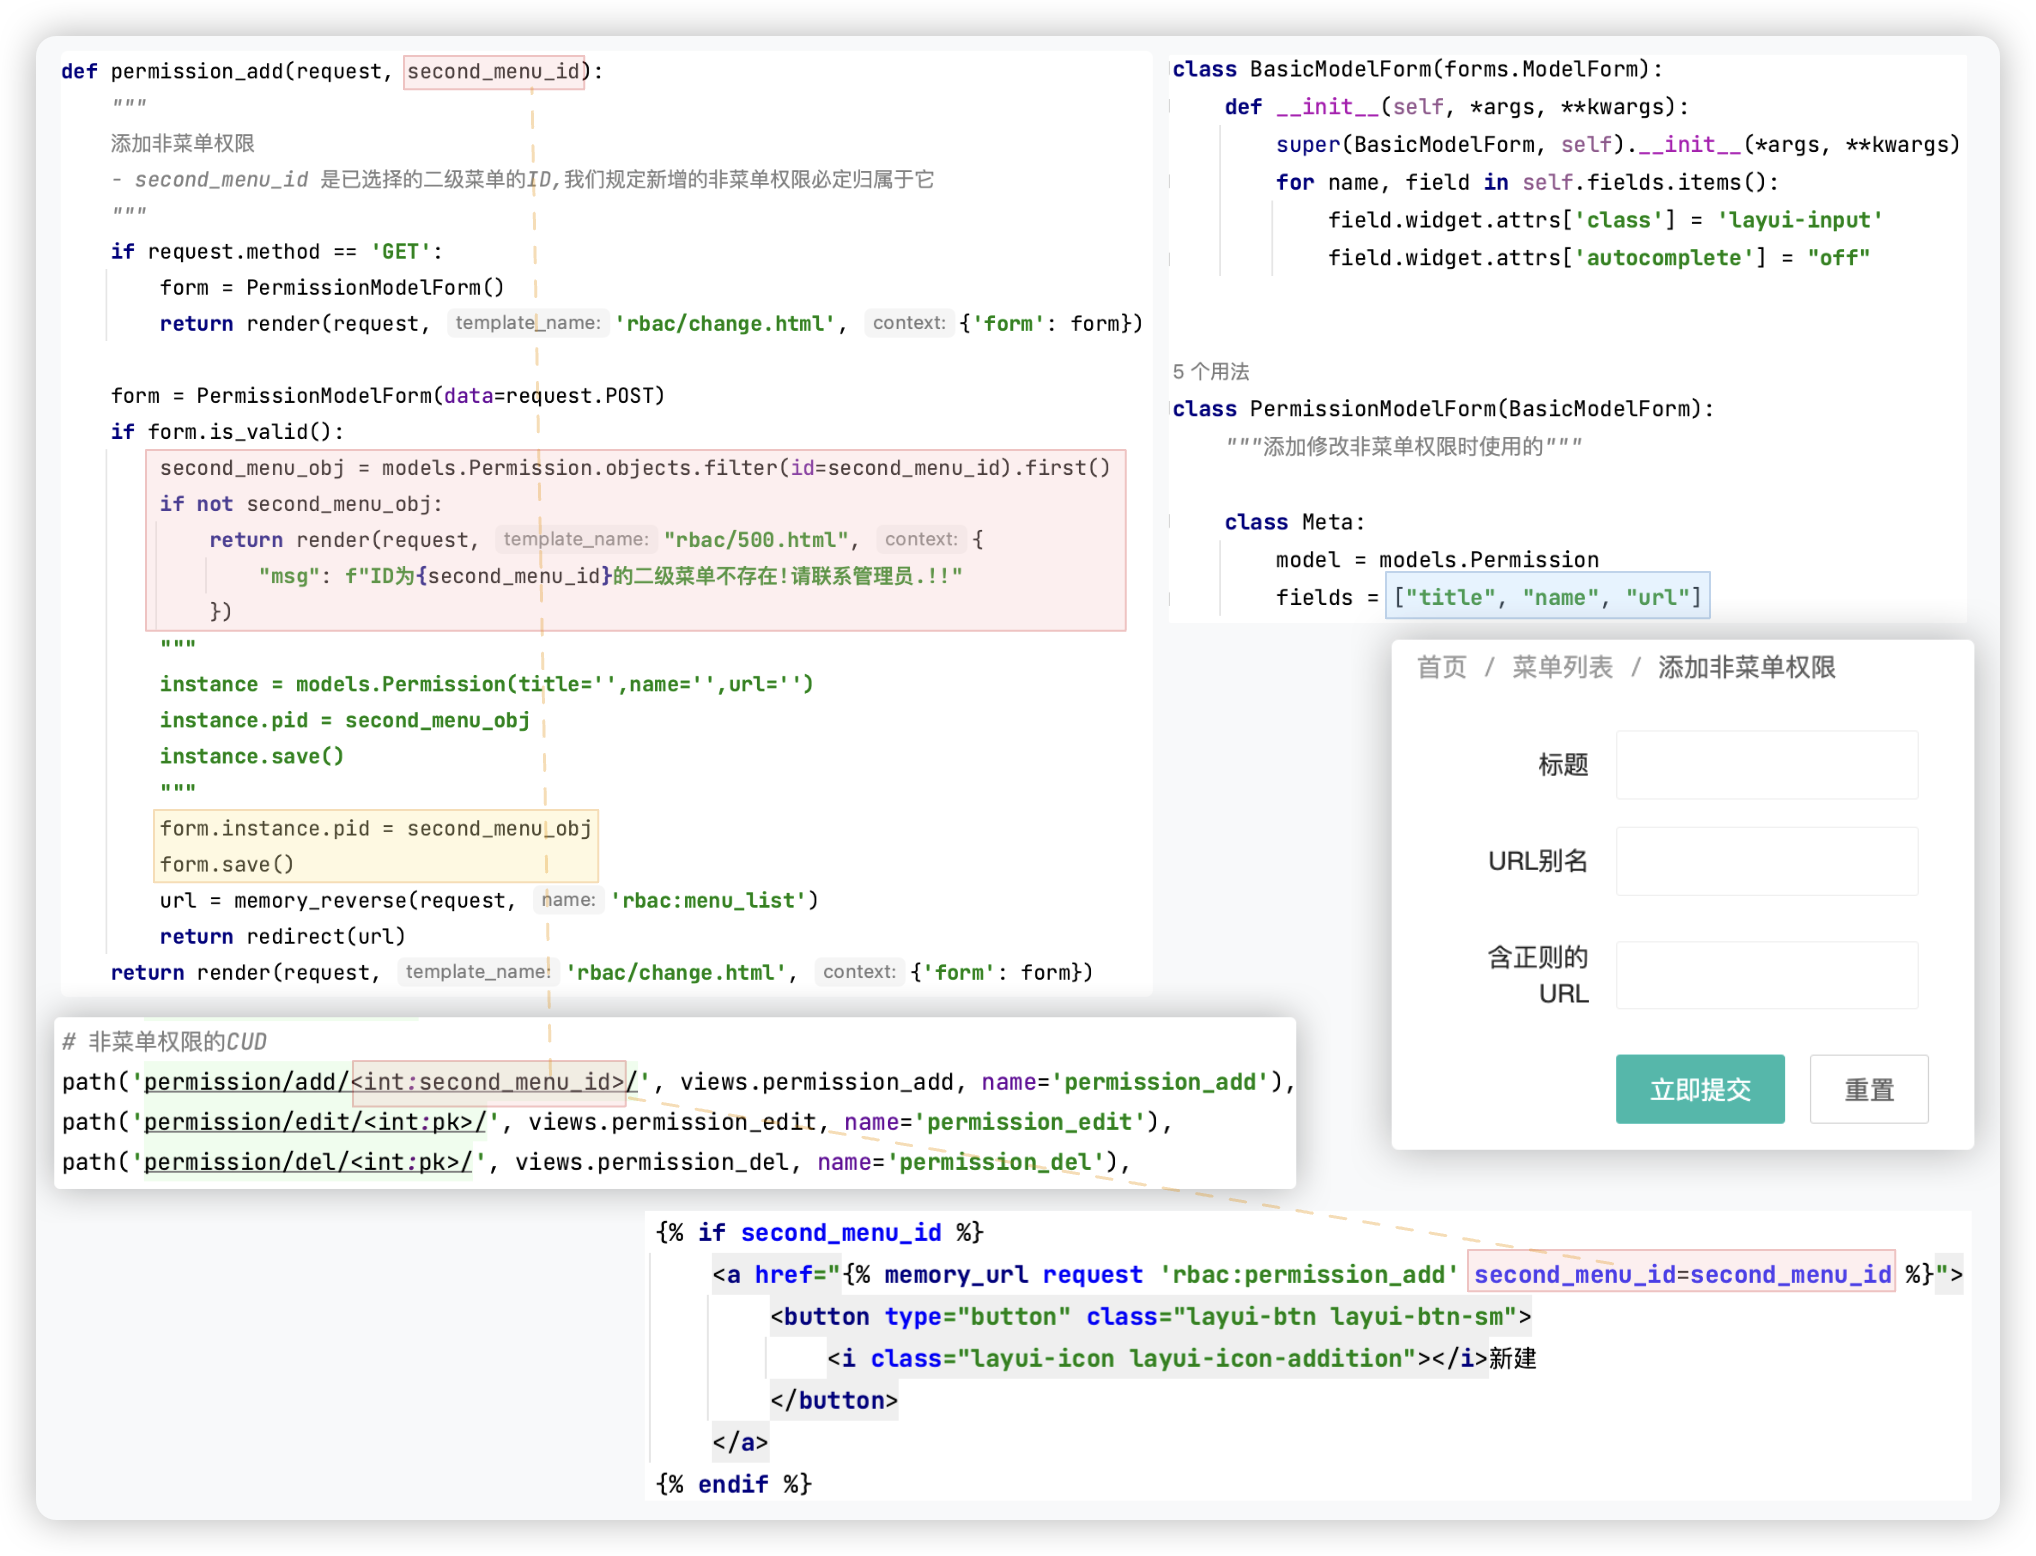 def permission_add(request, second_menu_id):
"""
添加非菜单权限
- second_menu_id 是已选择的二级菜单的ID,我们规定新增的非菜单权限必定归属于它
"""
if request.method == 'GET':
form = PermissionModelForm()
return render(request, template_name: 'rbac/change.html', context: {'form': form})
form = PermissionModelForm(data=request.POST)
if form.is_valid():
second_menu_obj = models.Permission.objects.filter(id=second_menu_id).first()
if not second_menu_obj:
return render(request, template_name: "rbac/500.html", context: {
"msg": f"ID为{second_menu_id}的二级菜单不存在!请联系管理员.!!"
})
"""
instance = models.Permission(title='',name='',url='')
instance.pid = second_menu_obj
instance.save()
"""
form.instance.pid = second_menu_obj
form.save()
url = memory_reverse(request, name: 'rbac:menu_list')
return redirect(url)
return render(request, template_name: 'rbac/change.html', context: {'form': form})
class BasicModelForm(forms.ModelForm):
def __init__(self, *args, **kwargs):
super(BasicModelForm, self).__init__(*args, **kwargs)
for name, field in self.fields.items():
field.widget.attrs['class'] = 'layui-input'
field.widget.attrs['autocomplete'] = "off"
5 个用法
class PermissionModelForm(BasicModelForm):
"""添加修改非菜单权限时使用的"""
class Meta:
model = models.Permission
fields = ["title", "name", "url"]
首页 / 菜单列表 / 添加非菜单权限
标题
URL别名
含正则的
URL
立即提交 重置
# 非菜单权限的CUD
path('permission/add/<int:second_menu_id>/', views.permission_add, name='permission_add'),
path('permission/edit/<int:pk>/', views.permission_edit, name='permission_edit'),
path('permission/del/<int:pk>/', views.permission_del, name='permission_del'),
{% if second_menu_id %}
<a href="{% memory_url request 'rbac:permission_add' second_menu_id=second_menu_id %}">
<button type="button" class="layui-btn layui-btn-sm">
<i class="layui-icon layui-icon-addition"></i>新建
</button>
</a>
{% endif %}